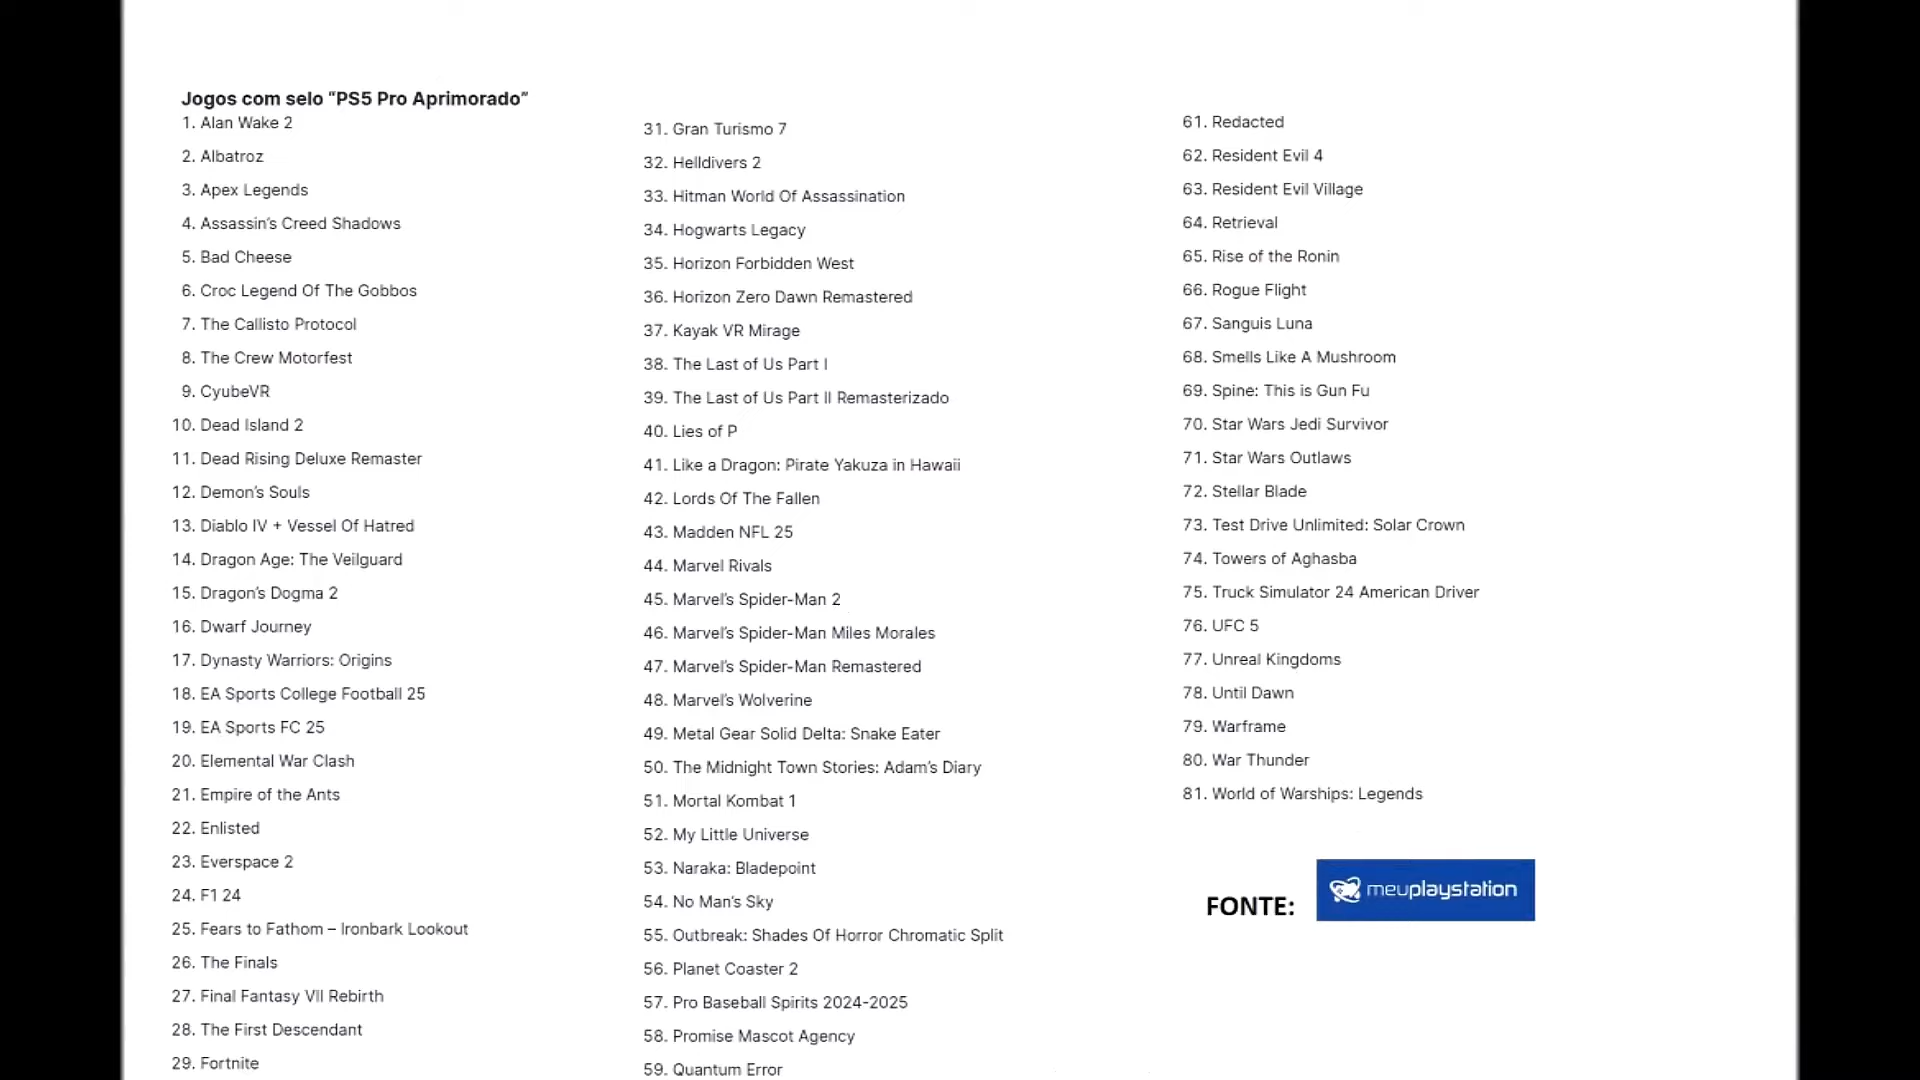 Jogos com selo “PS5 Pro Aprimorado”
1. Alan Wake 2
2. Albatroz
3. Apex Legends
4. Assassin’s Creed Shadows
5. Bad Cheese
6. Croc Legend Of The Gobbos
7. The Callisto Protocol
8. The Crew Motorfest
9. CyubeVR
10. Dead Island 2
11. Dead Rising Deluxe Remaster
12. Demon’s Souls
13. Diablo IV + Vessel Of Hatred
14. Dragon Age: The Veilguard
15. Dragon’s Dogma 2
16. Dwarf Journey
17. Dynasty Warriors: Origins
18. EA Sports College Football 25
19. EA Sports FC 25
20. Elemental War Clash
21. Empire of the Ants
22. Enlisted
23. Everspace 2
24. F1 24
25. Fears to Fathom – Ironbark Lookout
26. The Finals
27. Final Fantasy VII Rebirth
28. The First Descendant
29. Fortnite
31. Gran Turismo 7
32. Helldivers 2
33. Hitman World Of Assassination
34. Hogwarts Legacy
35. Horizon Forbidden West
36. Horizon Zero Dawn Remastered
37. Kayak VR Mirage
38. The Last of Us Part I
39. The Last of Us Part II Remasterizado
40. Lies of P
41. Like a Dragon: Pirate Yakuza in Hawaii
42. Lords Of The Fallen
43. Madden NFL 25
44. Marvel Rivals
45. Marvel’s Spider-Man 2
46. Marvel’s Spider-Man Miles Morales
47. Marvel’s Spider-Man Remastered
48. Marvel’s Wolverine
49. Metal Gear Solid Delta: Snake Eater
50. The Midnight Town Stories: Adam’s Diary
51. Mortal Kombat 1
52. My Little Universe
53. Naraka: Bladepoint
54. No Man’s Sky
55. Outbreak: Shades Of Horror Chromatic Split
56. Planet Coaster 2
57. Pro Baseball Spirits 2024-2025
58. Promise Mascot Agency
59. Quantum Error
61. Redacted
62. Resident Evil 4
63. Resident Evil Village
64. Retrieval
65. Rise of the Ronin
66. Rogue Flight
67. Sanguis Luna
68. Smells Like A Mushroom
69. Spine: This is Gun Fu
70. Star Wars Jedi Survivor
71. Star Wars Outlaws
72. Stellar Blade
73. Test Drive Unlimited: Solar Crown
74. Towers of Aghasba
75. Truck Simulator 24 American Driver
76. UFC 5
77. Unreal Kingdoms
78. Until Dawn
79. Warframe
80. War Thunder
81. World of Warships: Legends
FONTE: meuplaystation